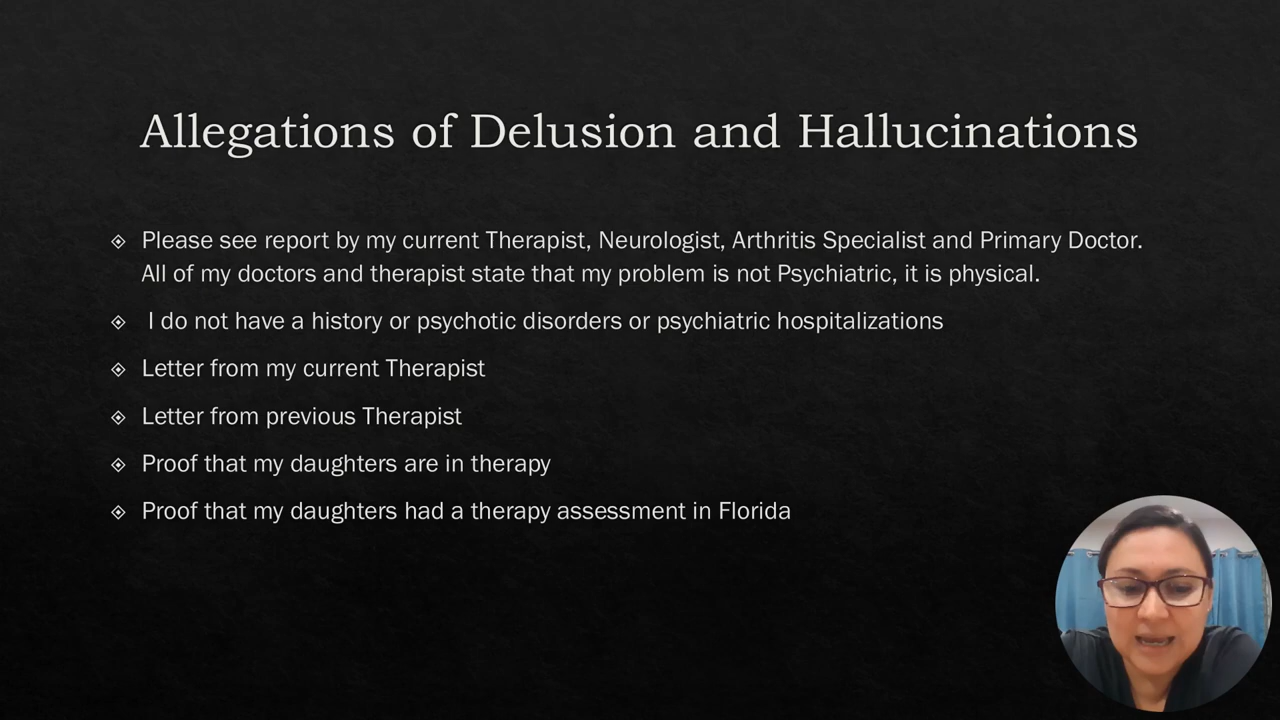 Allegations of Delusion and Hallucinations
Please see report by my current Therapist, Neurologist, Arthritis Specialist and Primary Doctor.
All of my doctors and therapist state that my problem is not Psychiatric, it is physical.
I do not have a history or psychotic disorders or psychiatric hospitalizations
Letter from my current Therapist
Letter from previous Therapist
Proof that my daughters are in therapy
Proof that my daughters had a therapy assessment in Florida